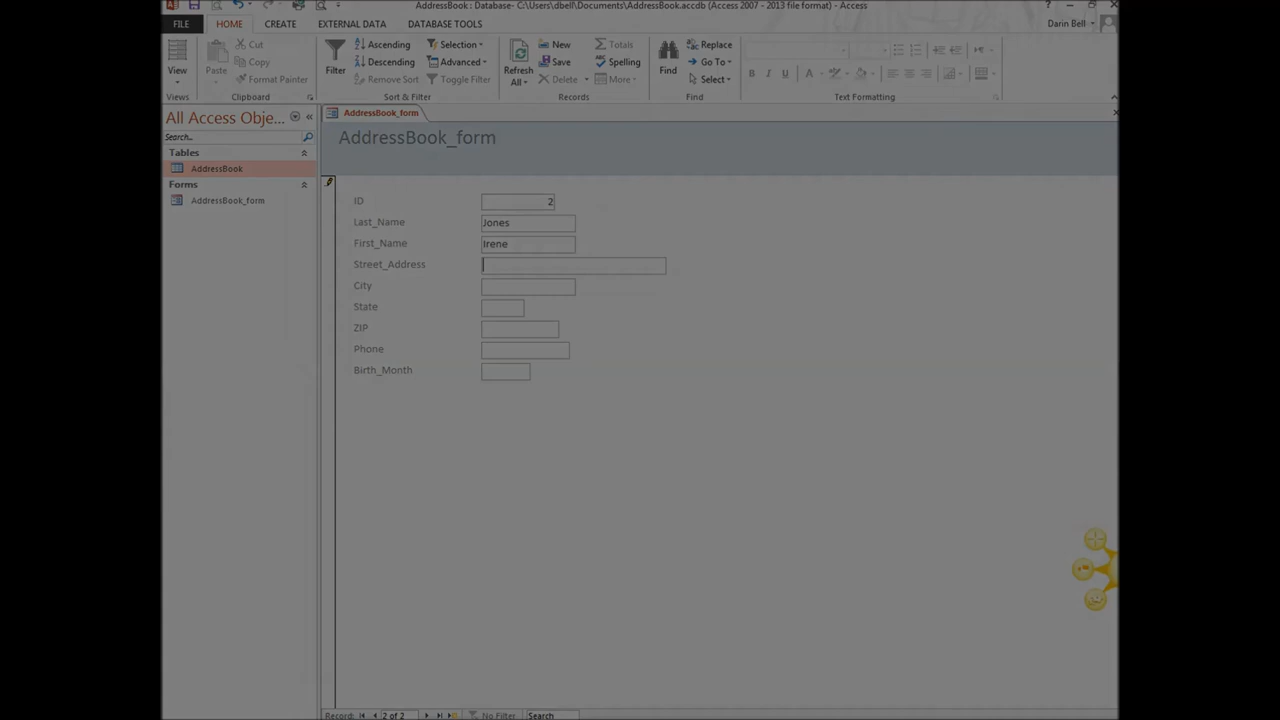 AddressBook : Database- C:\Users\dbell\Documents\AddressBook.accdb (Access 2007 - 2013 file format) - Access
FILE HOME CREATE EXTERNAL DATA DATABASE TOOLS Darin Bell
View
Views
Paste
Cut
Copy
Format Painter
Clipboard
Filter
Ascending
Descending
Remove Sort
Selection
Advanced
Toggle Filter
Sort & Filter
Refresh
All
New
Save
Delete
Totals
Spelling
More
Records
Find
Replace
Go To
Select
Find
B I U A
Text Formatting
All Access Obje...
Search...
Tables
AddressBook
Forms
AddressBook_form
AddressBook_form
AddressBook_form
ID 2
Last_Name Jones
First_Name Irene
Street_Address
City
State
ZIP
Phone
Birth_Month
Record: 2 of 2 No Filter Search